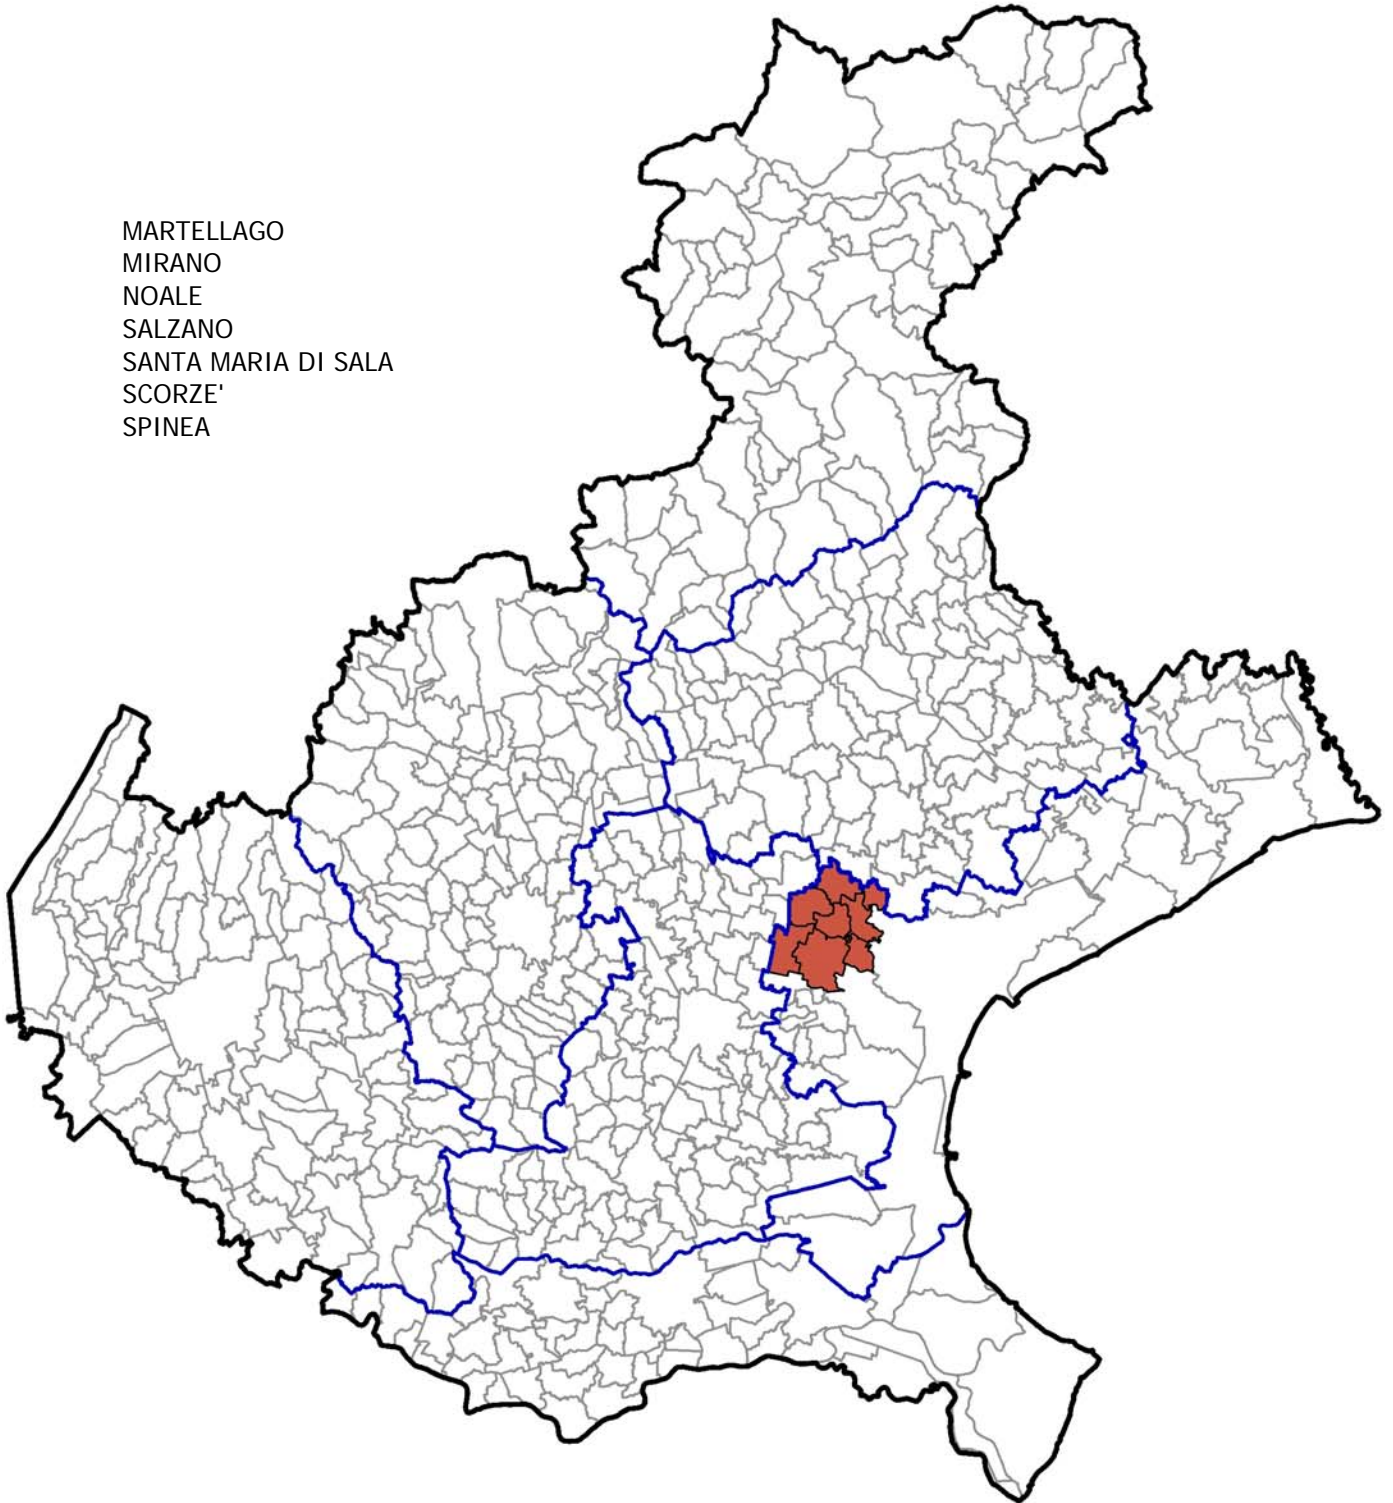 MARTELLAGO
MIRANO
NOALE
SALZANO
SANTA MARIA DI SALA
SCORZE'
SPINEA